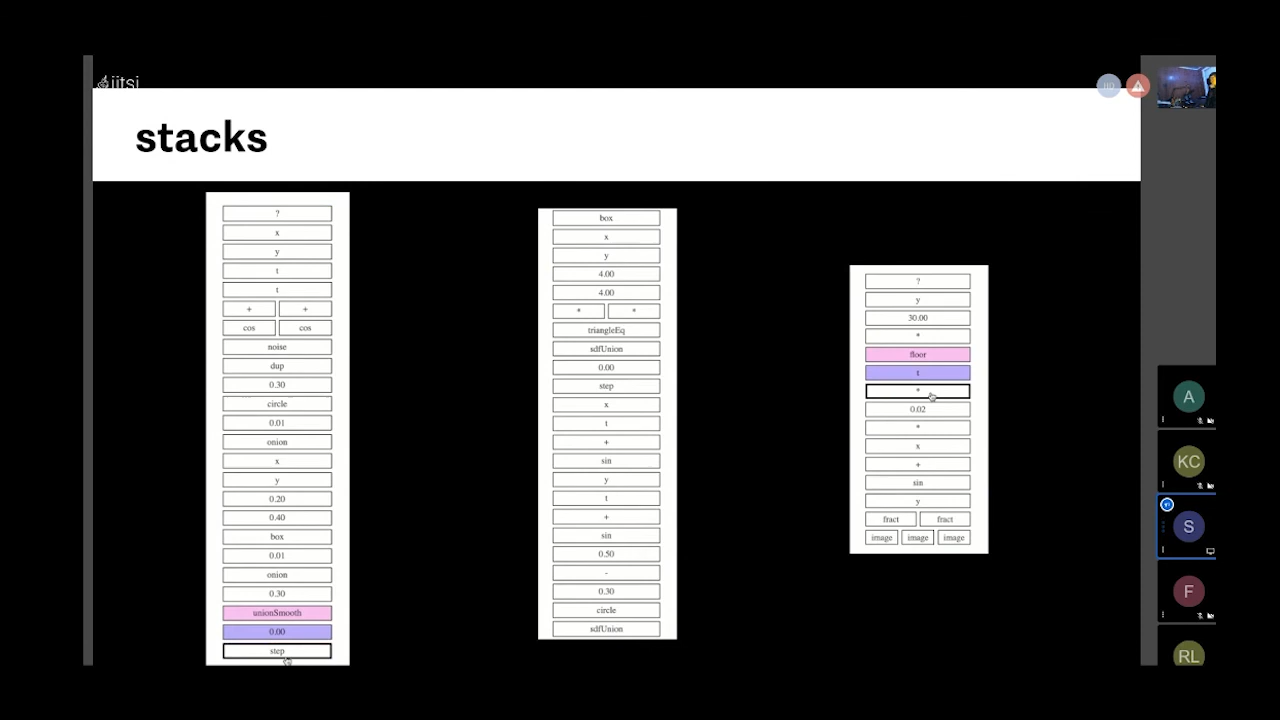 jitsi
stacks
?
x
y
t
t
+ +
cos cos
noise
dup
0.30
circle
0.01
onion
x
y
0.20
0.40
box
0.01
onion
0.30
unionSmooth
0.00
step
box
x
y
4.00
4.00
* *
triangleEq
sdfUnion
0.00
step
x
t
+
sin
y
t
+
sin
0.50
-
0.30
circle
sdfUnion
?
y
30.00
*
floor
t
*
0.02
*
x
+
sin
y
fract fract
image image image
A
KC
S
F
RL